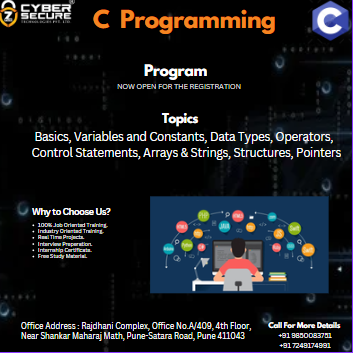 CYBER
SECURE
C Programming
C
Program
NOW OPEN FOR THE REGISTRATION
Topics
Basics, Variables and Constants, Data Types, Operators,
Control Statements, Arrays & Strings, Structures, Pointers
Why to Choose Us?
• 100% Job Oriented Training.
• Industry Oriented Training.
• Real Time Projects.
• Interview Preparation.
• Internship Certificate.
• Free Study Material.
Office Address : Rajdhani Complex, Office No.A/409, 4th Floor,
Near Shankar Maharaj Math, Pune-Satara Road, Pune 411043
Call For More Details
+91 9850083751
+91 7249174991